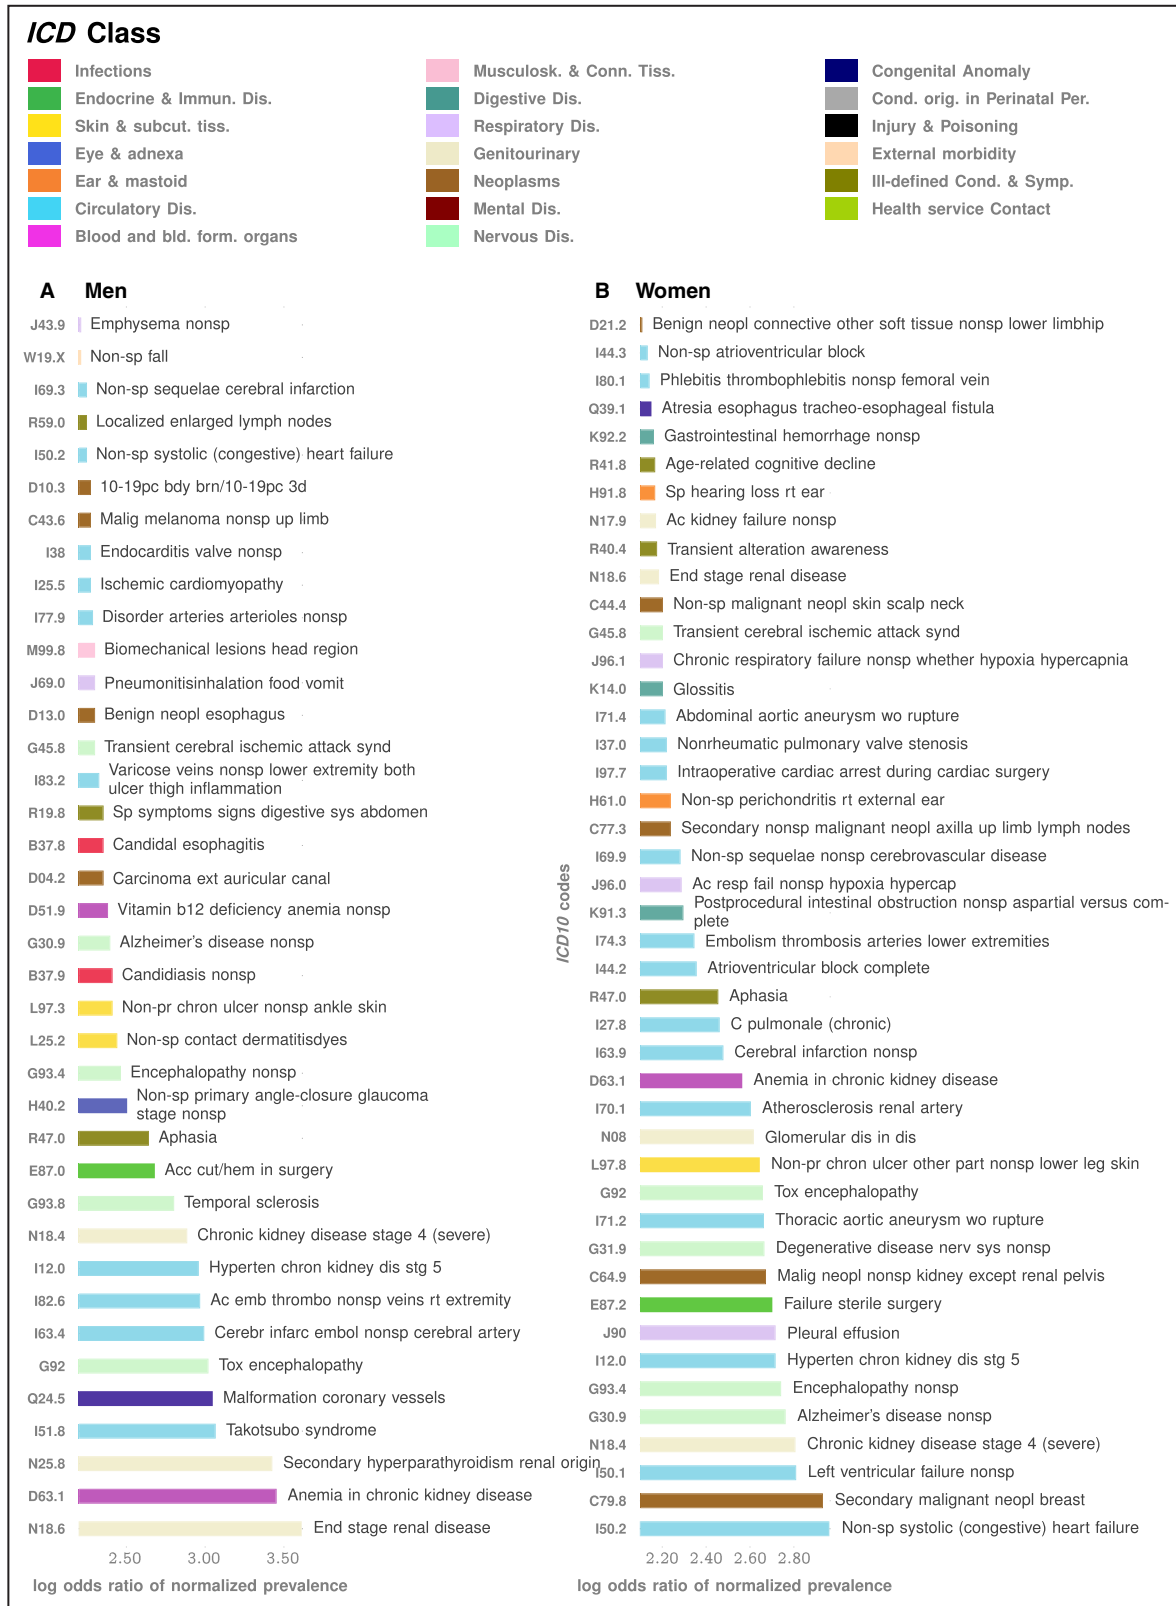 ICD Class
Infections
Endocrine & Immun. Dis.
Skin & subcut. tiss.
Eye & adnexa
Ear & mastoid
Circulatory Dis.
Blood and bld. form. organs
Musculosk. & Conn. Tiss.
Digestive Dis.
Respiratory Dis.
Genitourinary
Neoplasms
Mental Dis.
Nervous Dis.
Congenital Anomaly
Cond. orig. in Perinatal Per.
Injury & Poisoning
External morbidity
Ill-defined Cond. & Symp.
Health service Contact
A Men
J43.9 Emphysema nonsp
W19.X Non-sp fall
I69.3 Non-sp sequelae cerebral infarction
R59.0 Localized enlarged lymph nodes
I50.2 Non-sp systolic (congestive) heart failure
D10.3 10-19pc bdy brn/10-19pc 3d
C43.6 Malig melanoma nonsp up limb
I38 Endocarditis valve nonsp
I25.5 Ischemic cardiomyopathy
I77.9 Disorder arteries arterioles nonsp
M99.8 Biomechanical lesions head region
J69.0 Pneumonitisinhalation food vomit
D13.0 Benign neopl esophagus
G45.8 Transient cerebral ischemic attack synd
I83.2 Varicose veins nonsp lower extremity both
ulcer thigh inflammation
R19.8 Sp symptoms signs digestive sys abdomen
B37.8 Candidal esophagitis
D04.2 Carcinoma ext auricular canal
D51.9 Vitamin b12 deficiency anemia nonsp
G30.9 Alzheimer's disease nonsp
B37.9 Candidiasis nonsp
L97.3 Non-pr chron ulcer nonsp ankle skin
L25.2 Non-sp contact dermatitisdyes
G93.4 Encephalopathy nonsp
H40.2 Non-sp primary angle-closure glaucoma
stage nonsp
R47.0 Aphasia
E87.0 Acc cut/hem in surgery
G93.8 Temporal sclerosis
N18.4 Chronic kidney disease stage 4 (severe)
I12.0 Hyperten chron kidney dis stg 5
I82.6 Ac emb thrombo nonsp veins rt extremity
I63.4 Cerebr infarc embol nonsp cerebral artery
G92 Tox encephalopathy
Q24.5 Malformation coronary vessels
I51.8 Takotsubo syndrome
N25.8 Secondary hyperparathyroidism renal origin
D63.1 Anemia in chronic kidney disease
N18.6 End stage renal disease
2.50 3.00 3.50
log odds ratio of normalized prevalence
B Women
ICD10 codes
D21.2 Benign neopl connective other soft tissue nonsp lower limbhip
I44.3 Non-sp atrioventricular block
I80.1 Phlebitis thrombophlebitis nonsp femoral vein
Q39.1 Atresia esophagus tracheo-esophageal fistula
K92.2 Gastrointestinal hemorrhage nonsp
R41.8 Age-related cognitive decline
H91.8 Sp hearing loss rt ear
N17.9 Ac kidney failure nonsp
R40.4 Transient alteration awareness
N18.6 End stage renal disease
C44.4 Non-sp malignant neopl skin scalp neck
G45.8 Transient cerebral ischemic attack synd
J96.1 Chronic respiratory failure nonsp whether hypoxia hypercapnia
K14.0 Glossitis
I71.4 Abdominal aortic aneurysm wo rupture
I37.0 Nonrheumatic pulmonary valve stenosis
I97.7 Intraoperative cardiac arrest during cardiac surgery
H61.0 Non-sp perichondritis rt external ear
C77.3 Secondary nonsp malignant neopl axilla up limb lymph nodes
I69.9 Non-sp sequelae nonsp cerebrovascular disease
J96.0 Ac resp fail nonsp hypoxia hypercap
K91.3 Postprocedural intestinal obstruction nonsp aspartial versus com-
plete
I74.3 Embolism thrombosis arteries lower extremities
I44.2 Atrioventricular block complete
R47.0 Aphasia
I27.8 C pulmonale (chronic)
I63.9 Cerebral infarction nonsp
D63.1 Anemia in chronic kidney disease
I70.1 Atherosclerosis renal artery
N08 Glomerular dis in dis
L97.8 Non-pr chron ulcer other part nonsp lower leg skin
G92 Tox encephalopathy
I71.2 Thoracic aortic aneurysm wo rupture
G31.9 Degenerative disease nerv sys nonsp
C64.9 Malig neopl nonsp kidney except renal pelvis
E87.2 Failure sterile surgery
J90 Pleural effusion
I12.0 Hyperten chron kidney dis stg 5
G93.4 Encephalopathy nonsp
G30.9 Alzheimer's disease nonsp
N18.4 Chronic kidney disease stage 4 (severe)
I50.1 Left ventricular failure nonsp
C79.8 Secondary malignant neopl breast
I50.2 Non-sp systolic (congestive) heart failure
2.20 2.40 2.60 2.80
log odds ratio of normalized prevalence